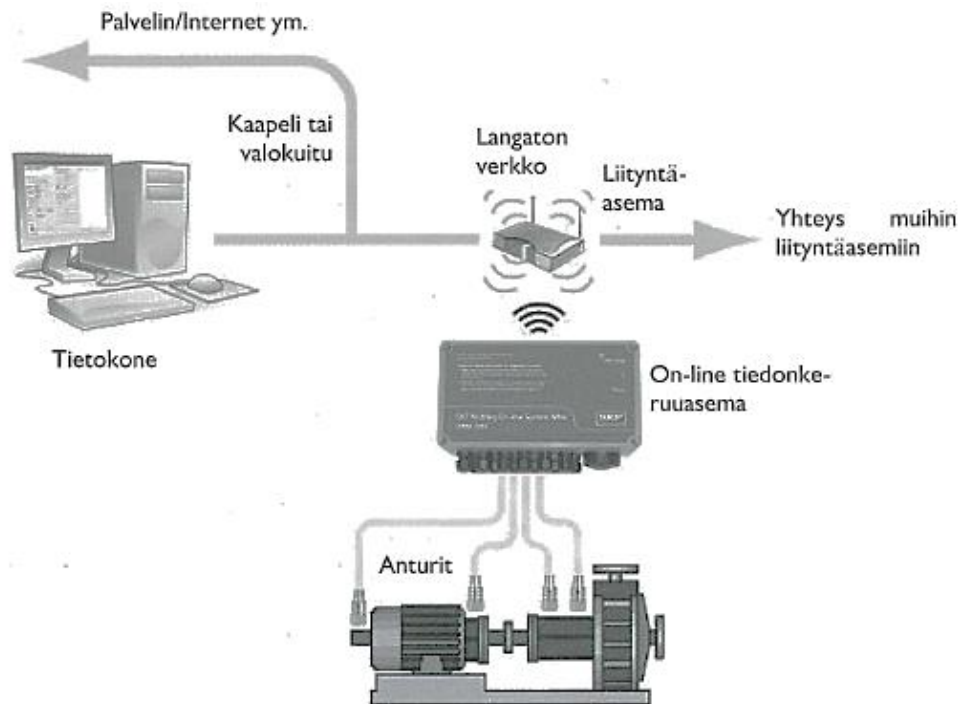 Palvelin/Internet ym.
Kaapeli tai
valokuitu
Langaton
verkko
Liityntä-
asema
Yhteys muihin
liityntäasemiin
Tietokone
On-line tiedonke-
ruuasema
Anturit